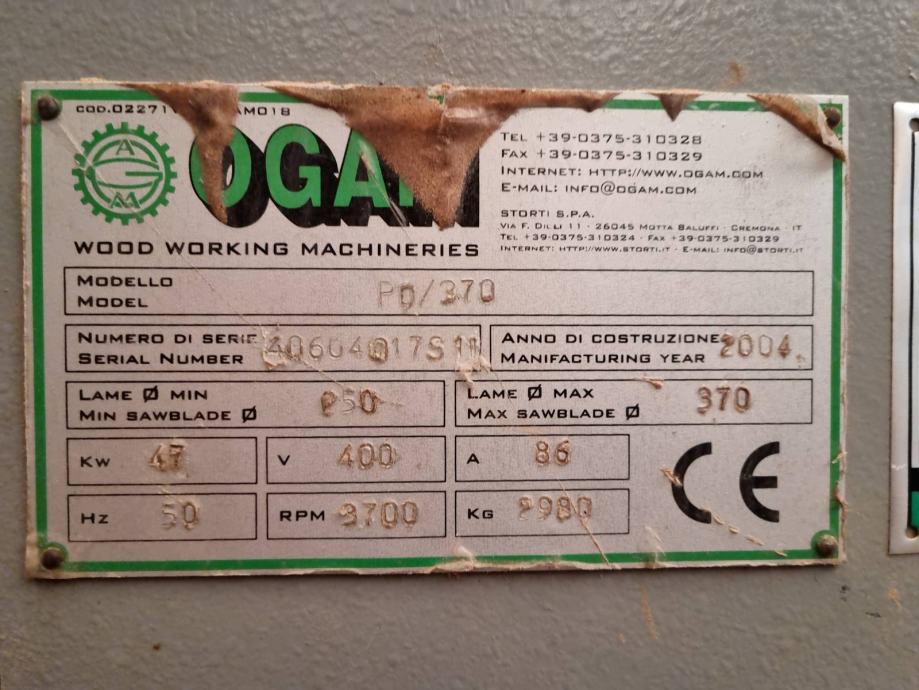 COD.02271 AM018
OGAM
WOOD WORKING MACHINERIES
TEL +39-0375-310328
FAX +39-0375-310329
INTERNET: HTTP://WWW.OGAM.COM
E-MAIL: INFO@OGAM.COM
STORTI S.P.A.
VIA F. DILLI 11 - 26045 MOTTA BALUFFI - CREMONA - IT
TEL +39-0375-310324 - FAX +39-0375-310329
INTERNET: HTTP://WWW.STORTI.IT - E-MAIL: INFO@STORTI.IT
MODELLO
MODEL PO/370
NUMERO DI SERIE
SERIAL NUMBER
ANNO DI COSTRUZIONE
MANIFACTURING YEAR 2004
LAME Ø MIN
MIN SAWBLADE Ø 250
LAME Ø MAX
MAX SAWBLADE Ø 370
KW 47 V 400 A 86
HZ 50 RPM 3700 KG 2980
CE